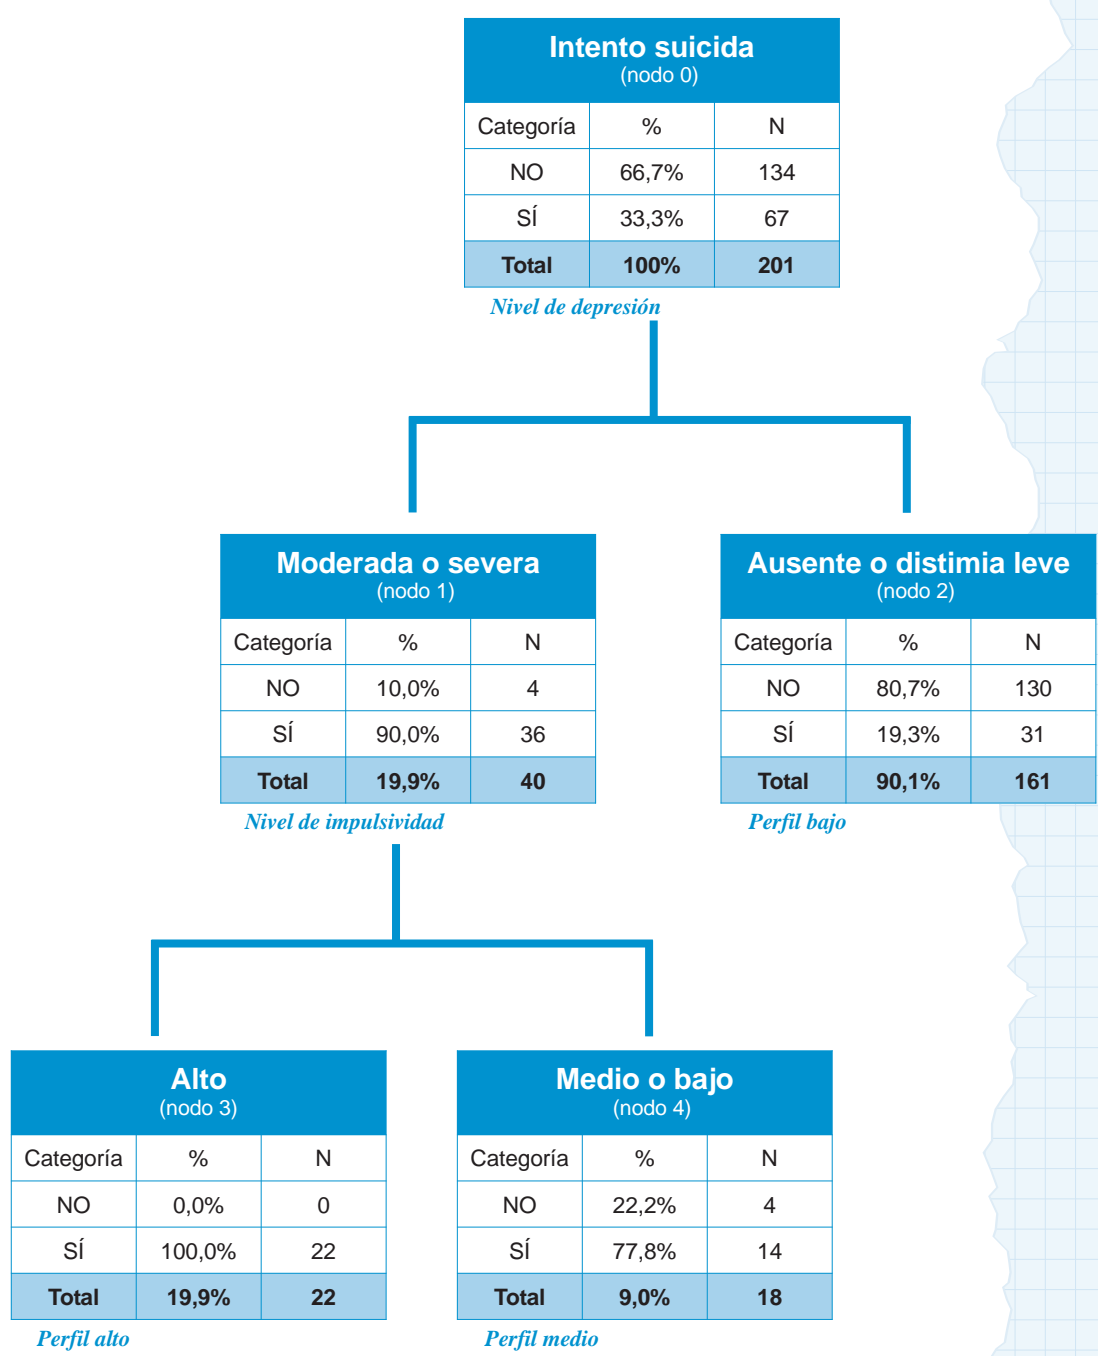 Intento suicida
(nodo 0)
Categoría % N
NO 66,7% 134
SÍ 33,3% 67
Total 100% 201
Nivel de depresión
Moderada o severa
(nodo 1)
Categoría % N
NO 10,0% 4
SÍ 90,0% 36
Total 19,9% 40
Nivel de impulsividad
Ausente o distimia leve
(nodo 2)
Categoría % N
NO 80,7% 130
SÍ 19,3% 31
Total 90,1% 161
Perfil bajo
Alto
(nodo 3)
Categoría % N
NO 0,0% 0
SÍ 100,0% 22
Total 19,9% 22
Perfil alto
Medio o bajo
(nodo 4)
Categoría % N
NO 22,2% 4
SÍ 77,8% 14
Total 9,0% 18
Perfil medio